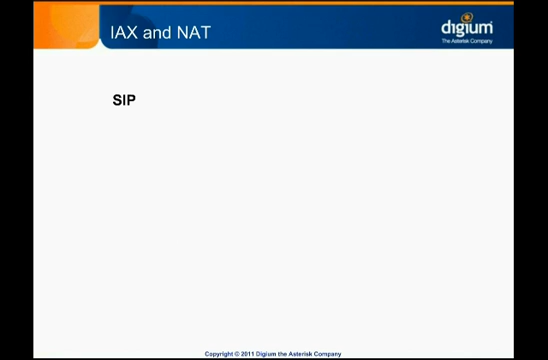 IAX and NAT
digium
The Asterisk Company
SIP
Copyright © 2011 Digium the Asterisk Company